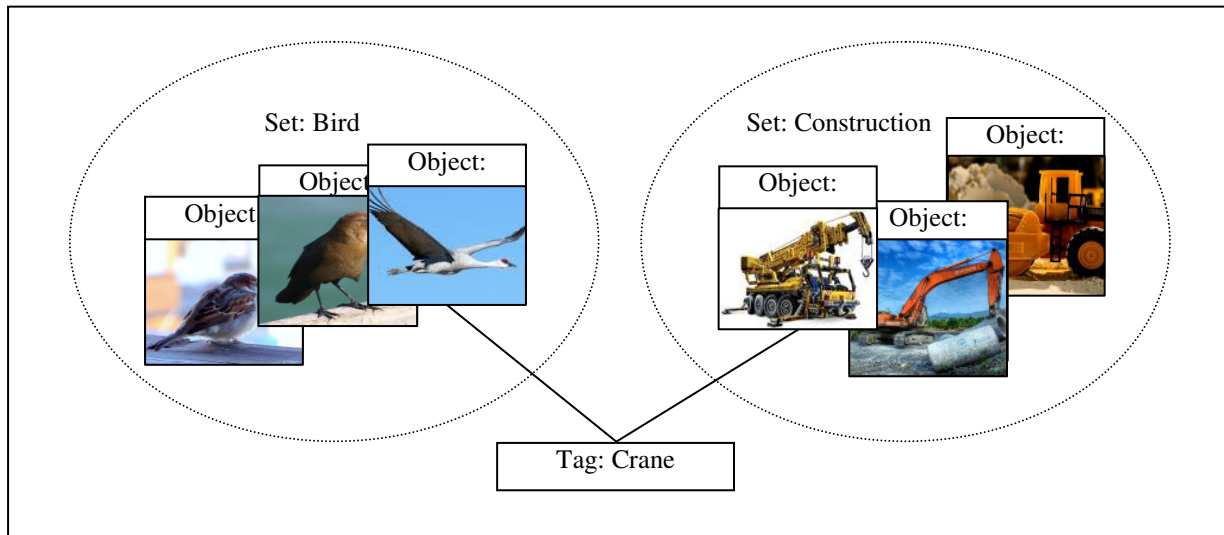 Set: Bird
Object:
Object
Object
Set: Construction
Object:
Object:
Object:
Tag: Crane